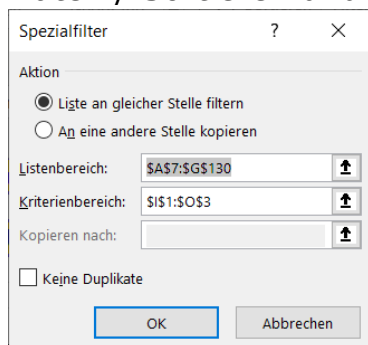 Spezialfilter ? ×
Aktion
Liste an gleicher Stelle filtern
An eine andere Stelle kopieren
Listenbereich: $A$7:$G$130
Kriterienbereich: $I$1:$O$3
Kopieren nach:
Keine Duplikate
OK Abbrechen